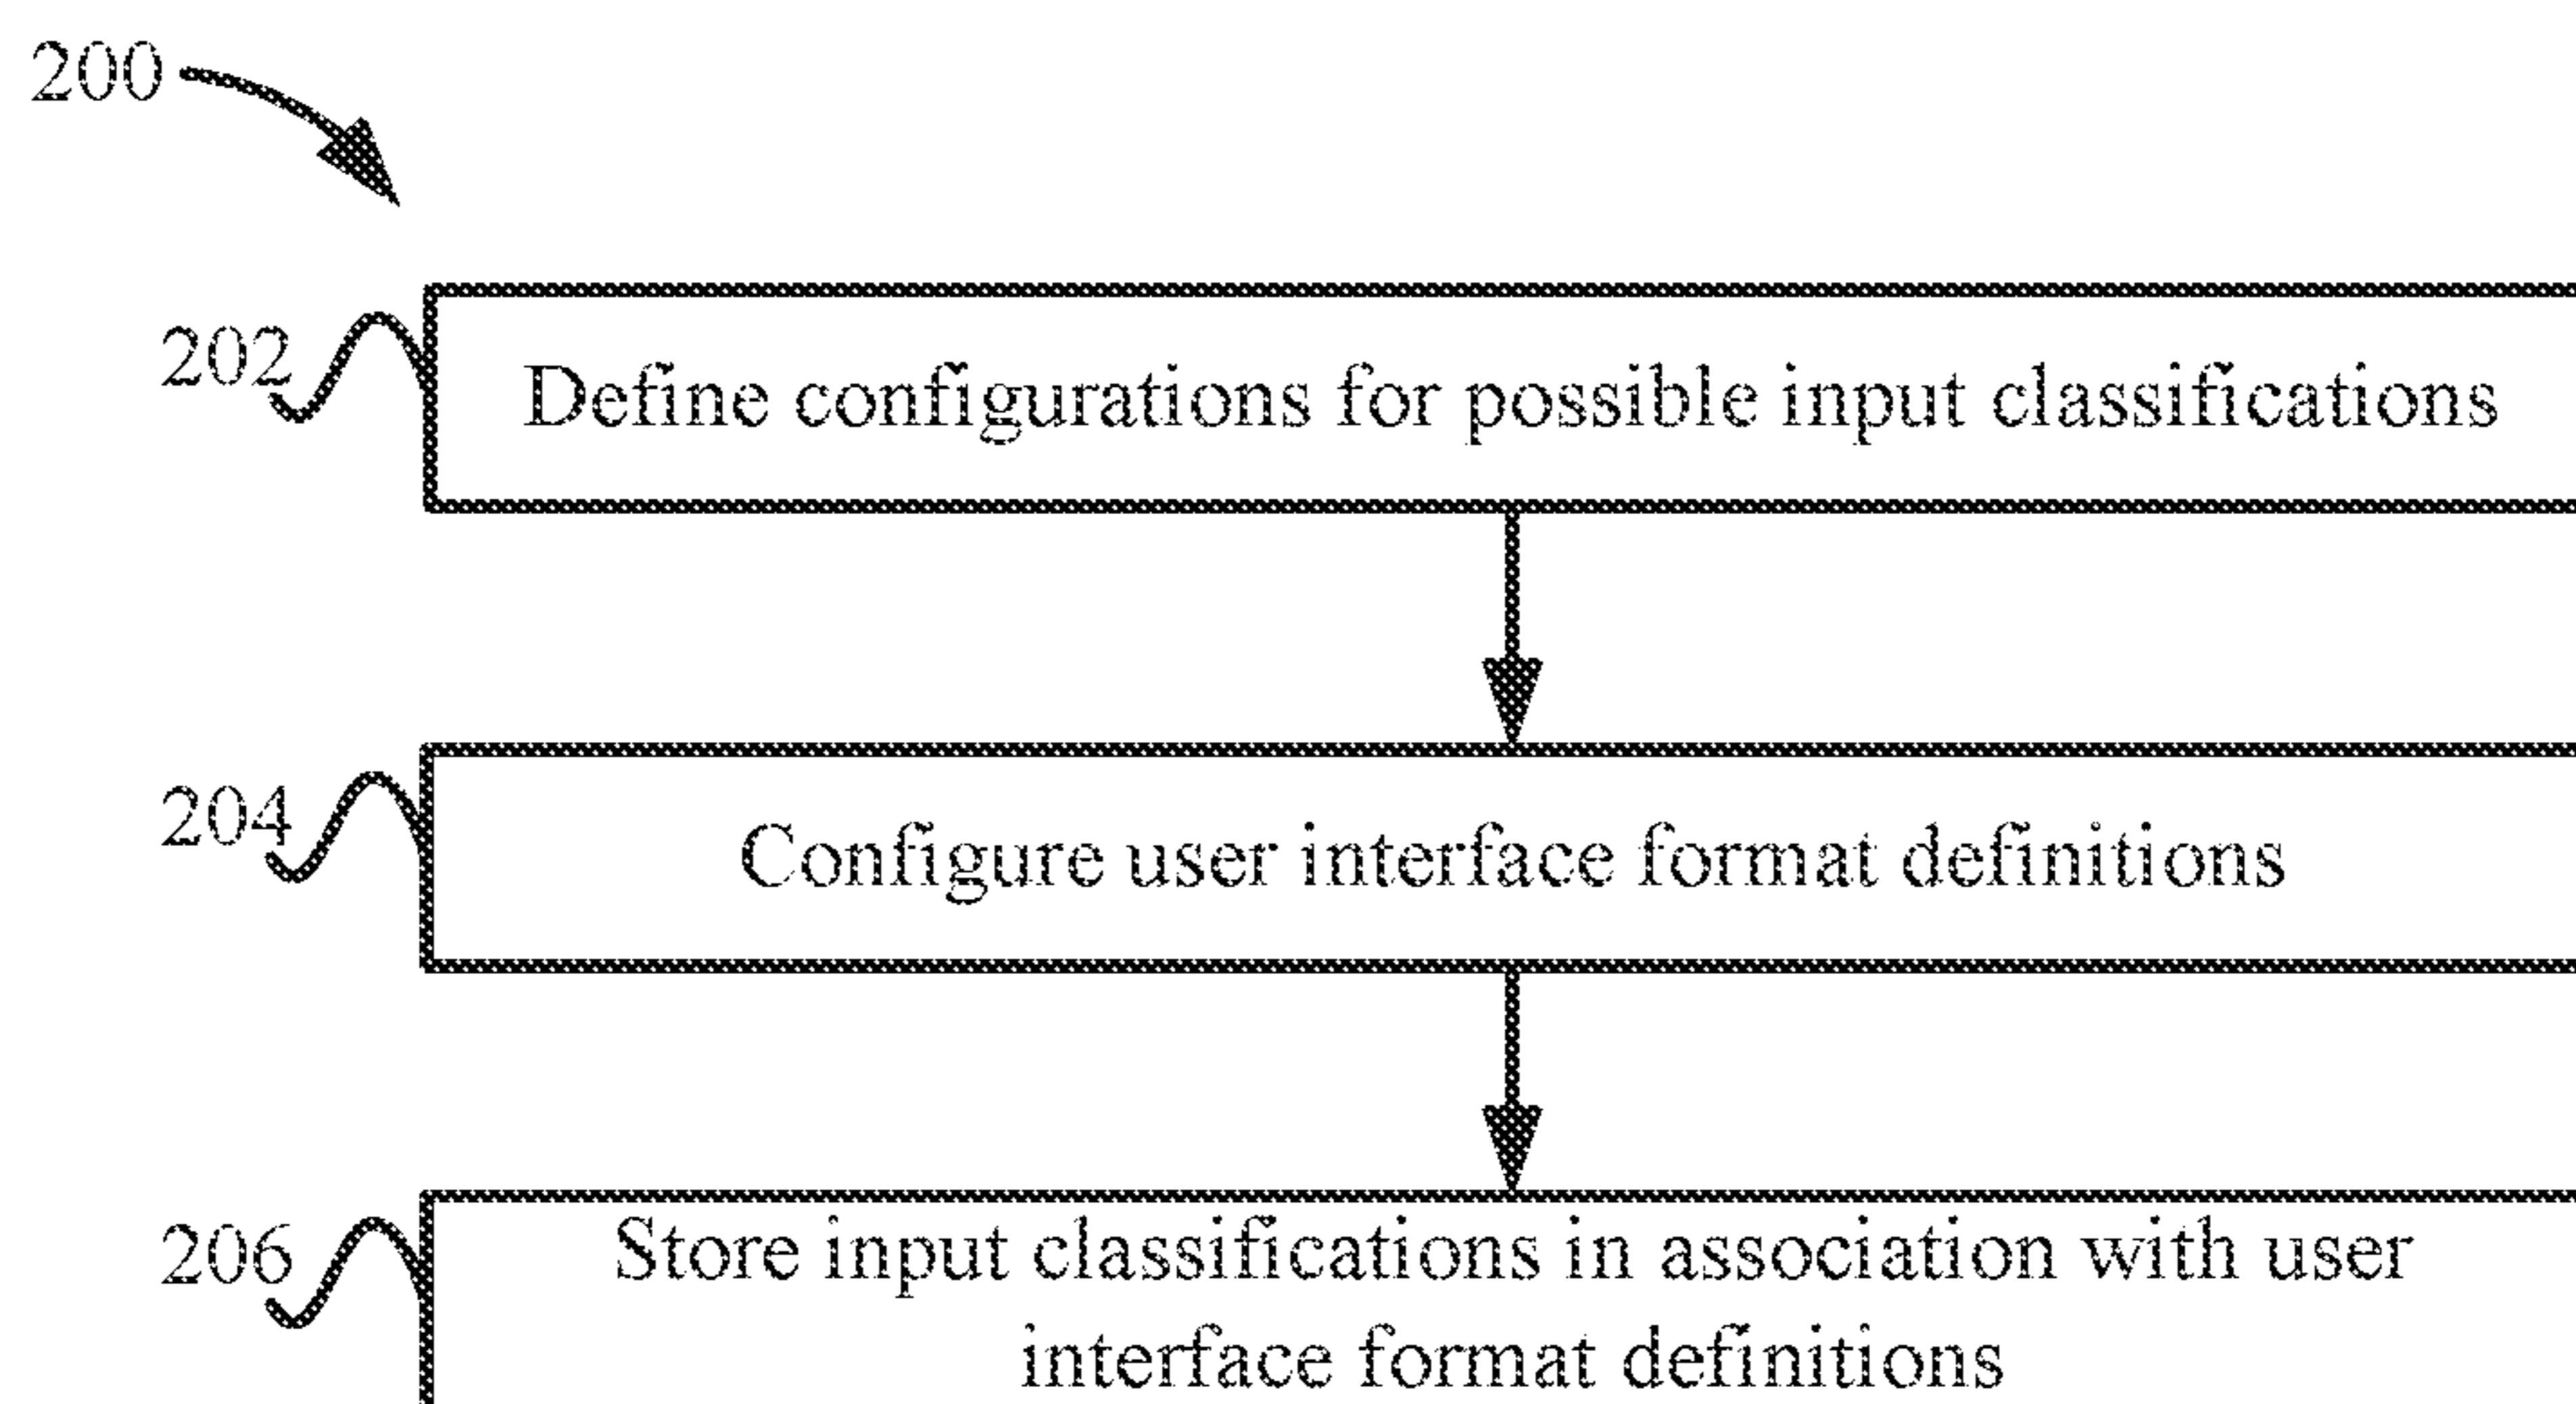 200
202
Define configurations for possible input classifications
204
Configure user interface format definitions
206
Store input classifications in association with user
interface format definitions